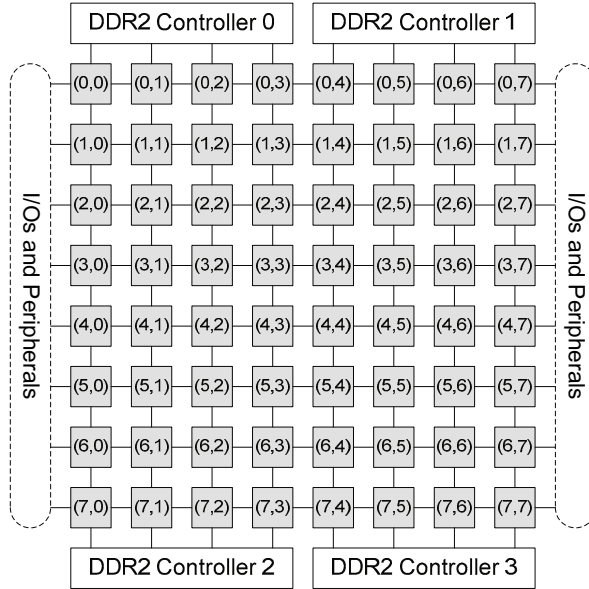 DDR2 Controller 0 DDR2 Controller 1
(0,0) (0,1) (0,2) (0,3) (0,4) (0,5) (0,6) (0,7)
(1,0) (1,1) (1,2) (1,3) (1,4) (1,5) (1,6) (1,7)
(2,0) (2,1) (2,2) (2,3) (2,4) (2,5) (2,6) (2,7)
(3,0) (3,1) (3,2) (3,3) (3,4) (3,5) (3,6) (3,7)
(4,0) (4,1) (4,2) (4,3) (4,4) (4,5) (4,6) (4,7)
(5,0) (5,1) (5,2) (5,3) (5,4) (5,5) (5,6) (5,7)
(6,0) (6,1) (6,2) (6,3) (6,4) (6,5) (6,6) (6,7)
(7,0) (7,1) (7,2) (7,3) (7,4) (7,5) (7,6) (7,7)
I/Os and Peripherals
I/Os and Peripherals
DDR2 Controller 2 DDR2 Controller 3